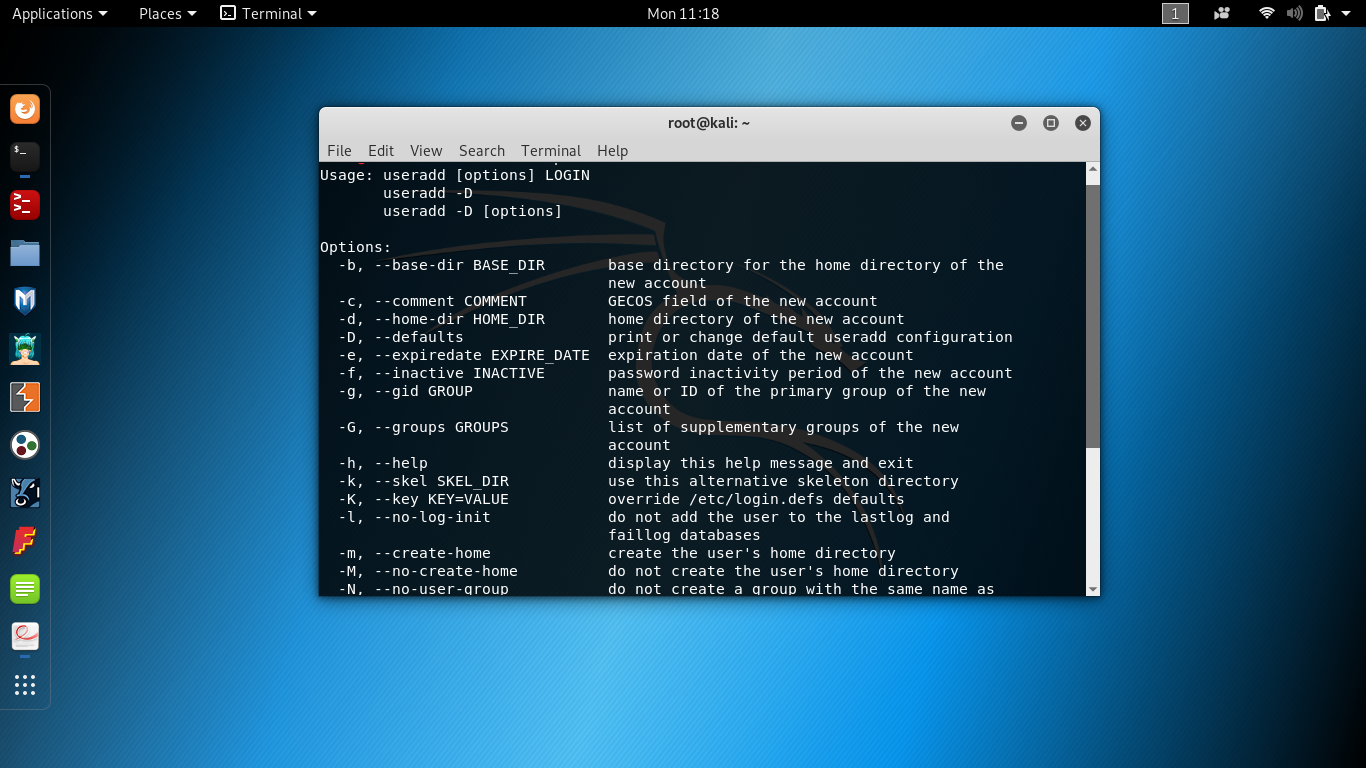 Applications Places Terminal Mon 11:18 1
root@kali: ~
File Edit View Search Terminal Help
Usage: useradd [options] LOGIN
useradd -D
useradd -D [options]
Options:
-b, --base-dir BASE_DIR base directory for the home directory of the
new account
-c, --comment COMMENT GECOS field of the new account
-d, --home-dir HOME_DIR home directory of the new account
-D, --defaults print or change default useradd configuration
-e, --expiredate EXPIRE_DATE expiration date of the new account
-f, --inactive INACTIVE password inactivity period of the new account
-g, --gid GROUP name or ID of the primary group of the new
account
-G, --groups GROUPS list of supplementary groups of the new
account
-h, --help display this help message and exit
-k, --skel SKEL_DIR use this alternative skeleton directory
-K, --key KEY=VALUE override /etc/login.defs defaults
-l, --no-log-init do not add the user to the lastlog and
faillog databases
-m, --create-home create the user's home directory
-M, --no-create-home do not create the user's home directory
-N, --no-user-group do not create a group with the same name as